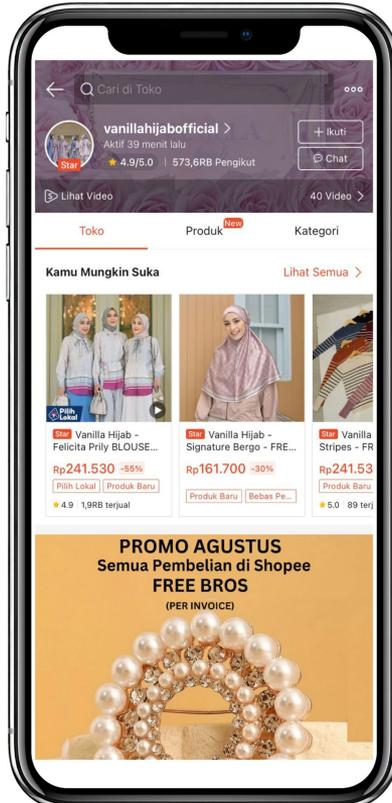 Cari di Toko
vanillahijabofficial >
Aktif 39 menit lalu
4.9/5.0 | 573,6RB Pengikut
Star
+ Ikuti
Chat
Lihat Video
40 Video >
Toko
Produk
New
Kategori
Kamu Mungkin Suka
Lihat Semua >
Pilih
Lokal
Star Vanilla Hijab -
Felicita Prily BLOUSE...
Rp241.530 -55%
Pilih Lokal
Produk Baru
4.9 | 1,9RB terjual
Star Vanilla Hijab -
Signature Bergo - FRE...
Rp161.700 -30%
Produk Baru
Bebas Pe...
Star Vanilla
Stripes - FR
Rp241.53
Produk Baru
5.0 | 89 terj
PROMO AGUSTUS
Semua Pembelian di Shopee
FREE BROS
(PER INVOICE)